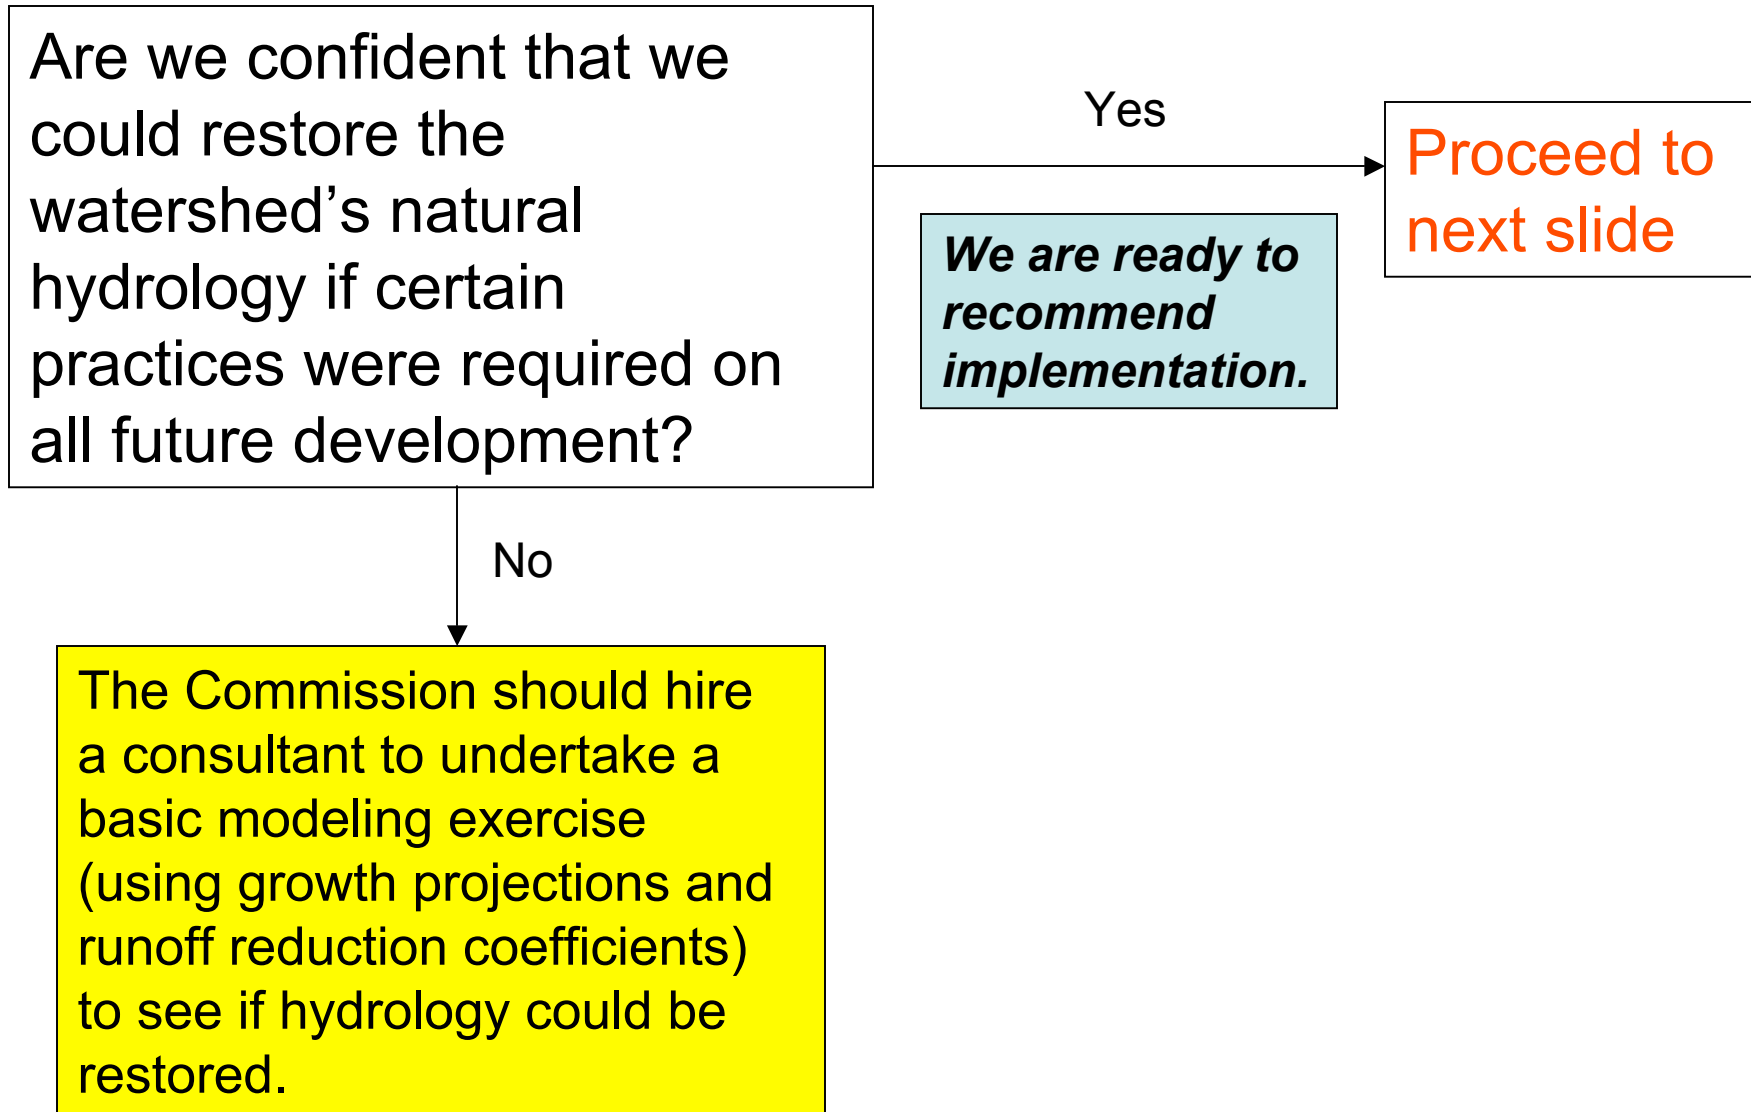 Are we confident that we
could restore the
watershed’s natural
hydrology if certain
practices were required on
all future development?
Yes
Proceed to
next slide
We are ready to
recommend
implementation.
No
The Commission should hire
a consultant to undertake a
basic modeling exercise
(using growth projections and
runoff reduction coefficients)
to see if hydrology could be
restored.